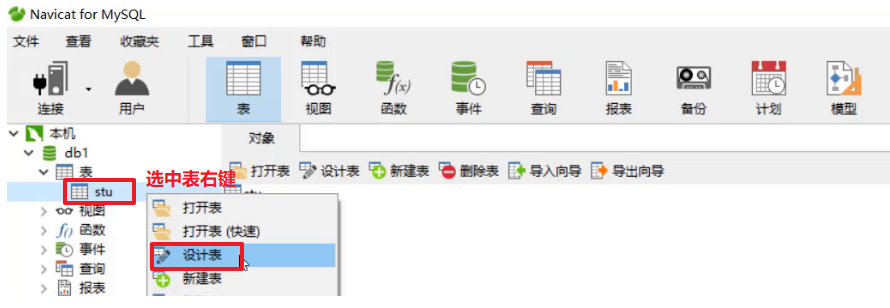 Navicat for MySQL
文件 查看 收藏夹 工具 窗口 帮助
连接 用户 表 视图 f(x) 函数 事件 查询 报表 备份 计划 模型
本机 对象
db1
表 打开表 设计表 新建表 删除表 导入向导 导出向导
选中表右键
stu
视图 打开表
f() 函数 打开表 (快速)
事件 设计表
查询 新建表
报表